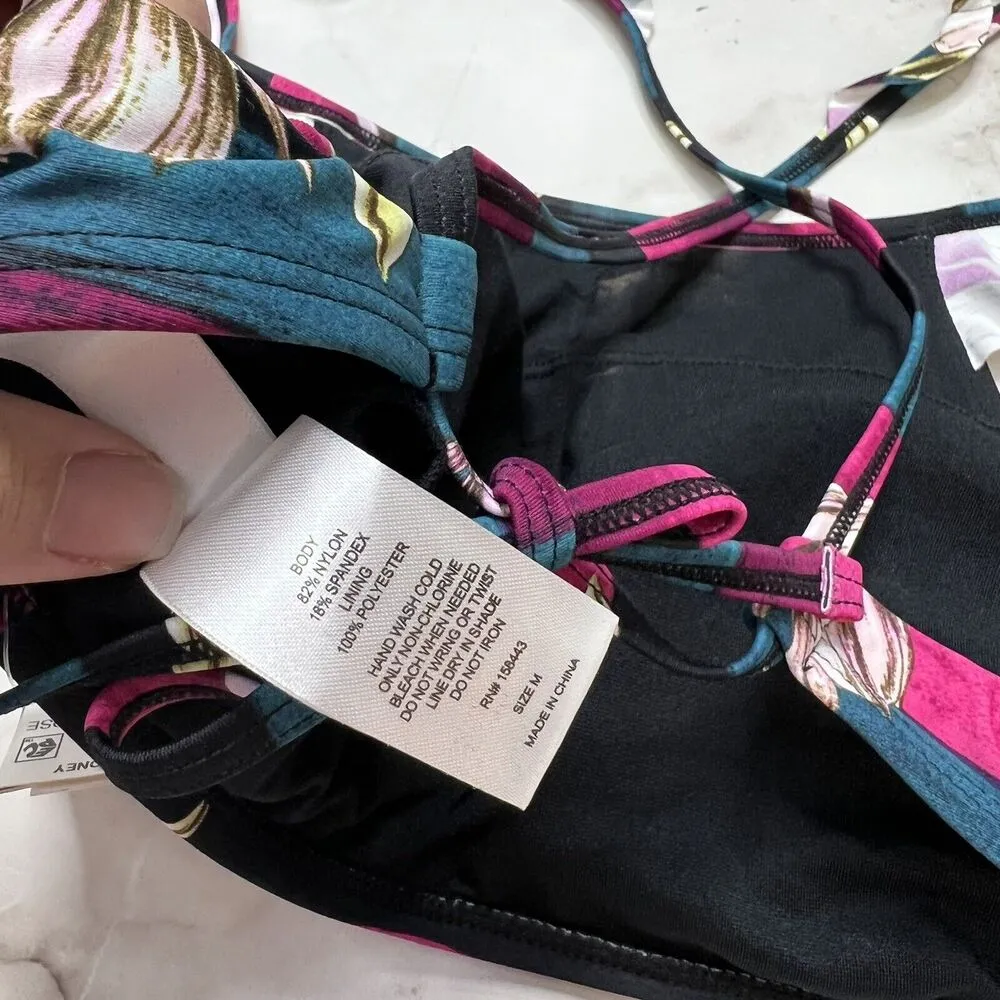 BODY
82% NYLON
18% SPANDEX
LINING
100% POLYESTER
HAND WASH COLD
ONLY NON-CHLORINE
BLEACH WHEN NEEDED
DO NOT WRING OR TWIST
LINE DRY IN SHADE
DO NOT IRON
RN# 158443
SIZE M
MADE IN CHINA